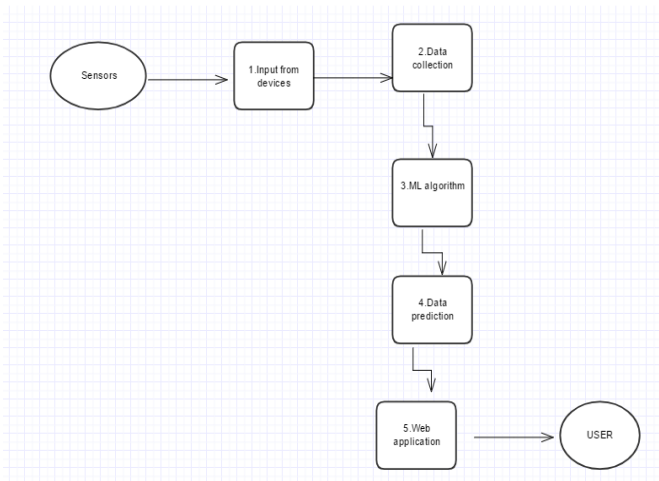 Sensors
1.Input from
devices
2.Data
collection
3.ML algorithm
4.Data
prediction
5.Web
application
USER